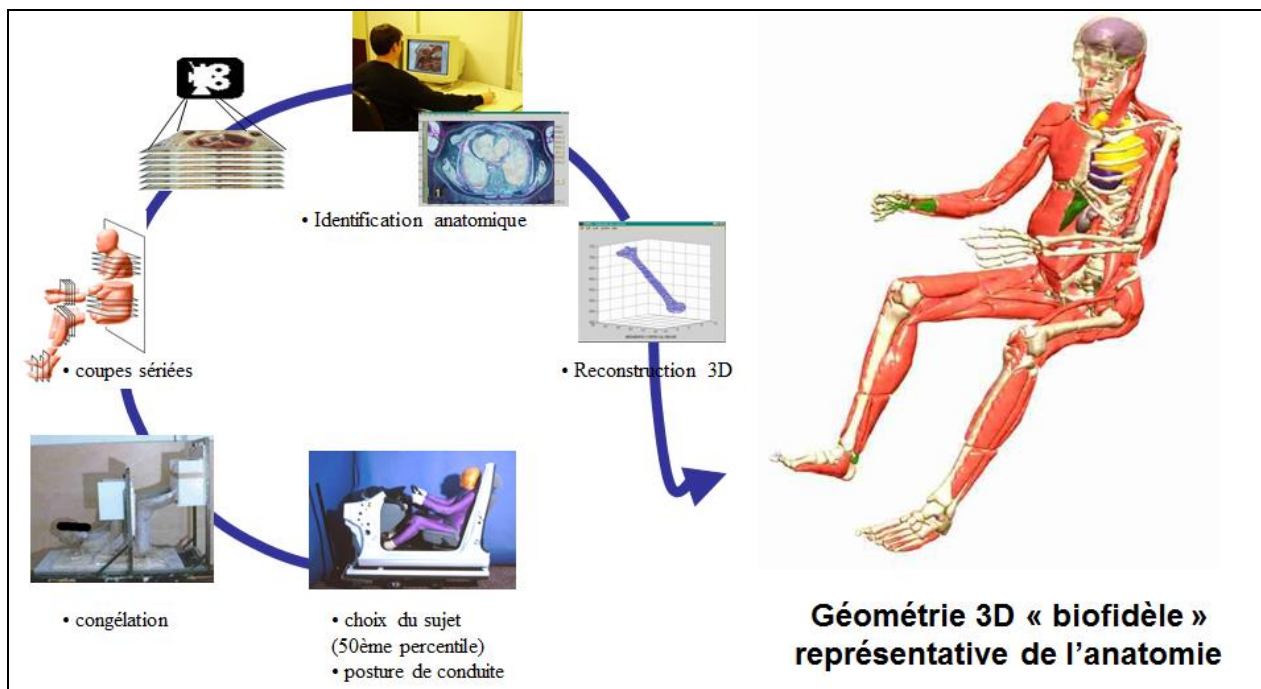 • Identification anatomique
• coupes sériées
• Reconstruction 3D
• congélation
• choix du sujet
(50ème percentile)
• posture de conduite
1
Géométrie 3D « biofidèle »
représentative de l’anatomie